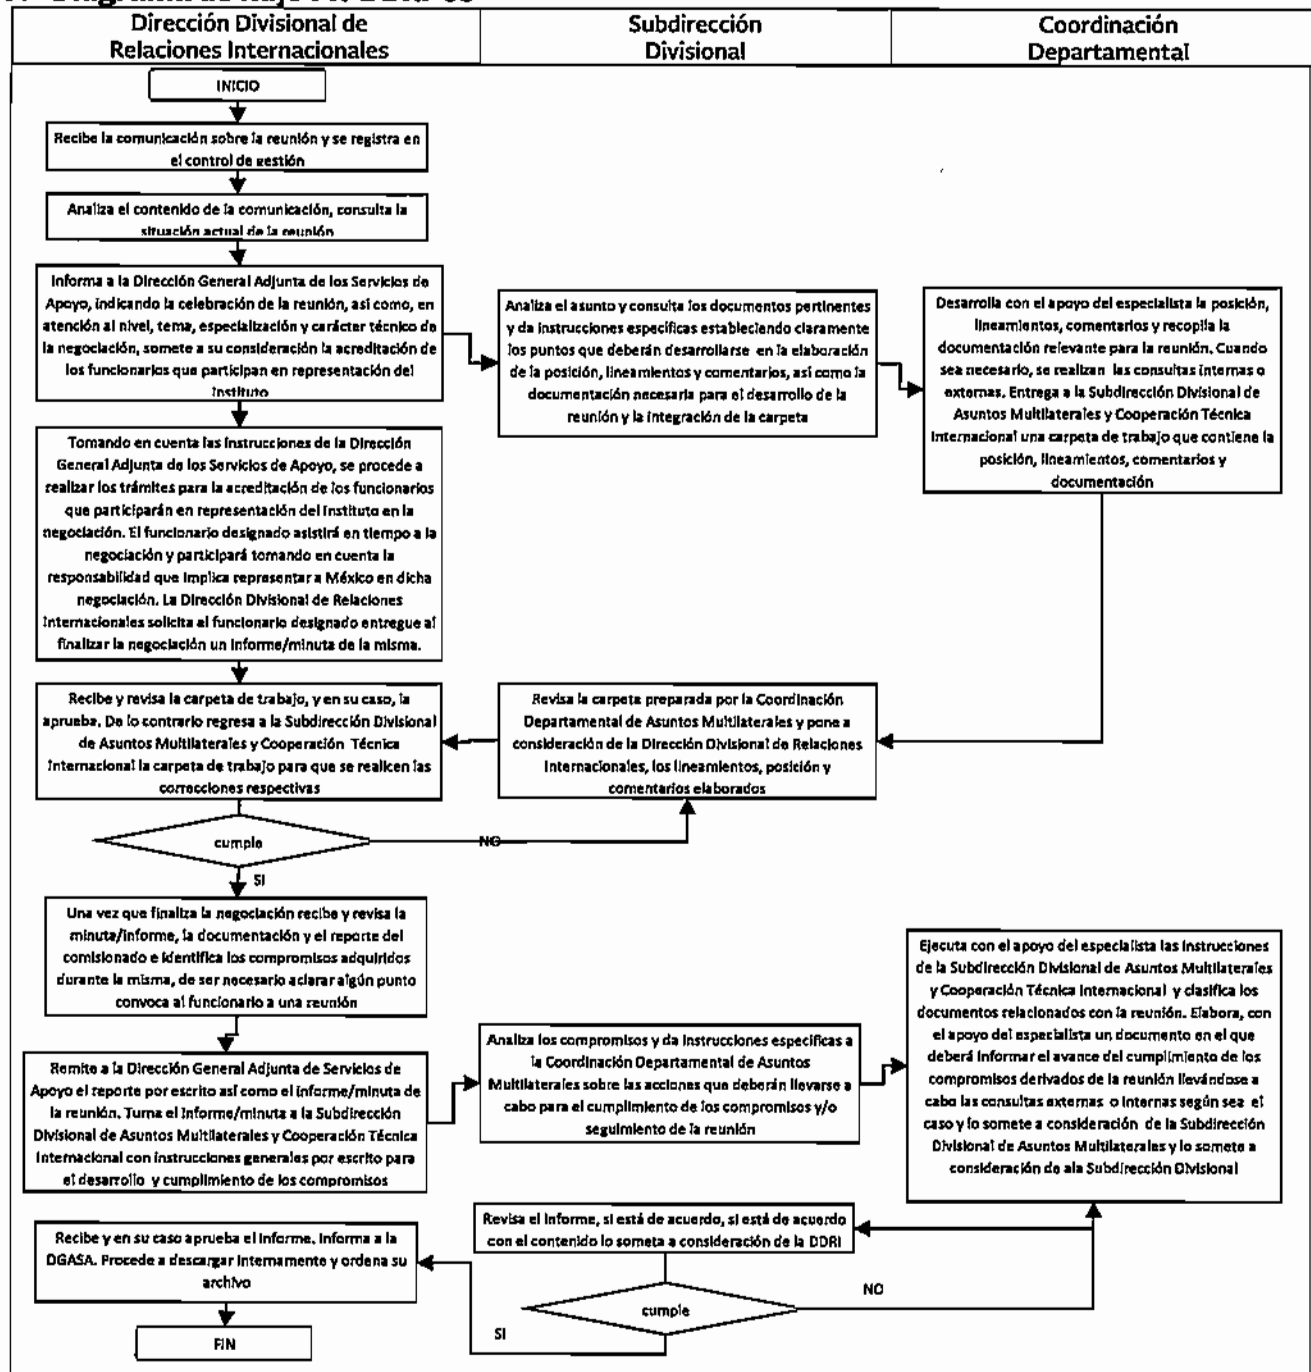 Dirección Divisional de
Relaciones Internacionales
Subdirección
Divisional
Coordinación
Departamental
INICIO
Recibe la comunicación sobre la reunión y se registra en
el control de gestión
Analiza el contenido de la comunicación, consulta la
situación actual de la reunión
Informa a la Dirección General Adjunta de los Servicios de
Apoyo, indicando la celebración de la reunión, así como, en
atención al nivel, tema, especialización y carácter técnico de
la negociación, somete a su consideración la acreditación de
los funcionarios que participan en representación del
Instituto
Analiza el asunto y consulta los documentos pertinentes
y da instrucciones específicas estableciendo claramente
los puntos que deberán desarrollarse en la elaboración
de la posición, lineamientos y comentarios, así como la
documentación necesaria para el desarrollo de la
reunión y la integración de la carpeta
Desarrolla con el apoyo del especialista la posición,
lineamientos, comentarios y recopila la
documentación relevante para la reunión. Cuando
sea necesario, se realizan las consultas internas o
externas. Entrega a la Subdirección Divisional de
Asuntos Multilaterales y Cooperación Técnica
Internacional una carpeta de trabajo que contiene la
posición, lineamientos, comentarios y
documentación
Tomando en cuenta las instrucciones de la Dirección
General Adjunta de los Servicios de Apoyo, se procede a
realizar los trámites para la acreditación de los funcionarios
que participarán en representación del Instituto en la
negociación. El funcionario designado asistirá en tiempo a la
negociación y participará tomando en cuenta la
responsabilidad que implica representar a México en dicha
negociación. La Dirección Divisional de Relaciones
Internacionales solicita al funcionario designado entregue al
finalizar la negociación un informe/minuta de la misma.
Recibe y revisa la carpeta de trabajo, y en su caso, la
aprueba. De lo contrario regresa a la Subdirección Divisional
de Asuntos Multilaterales y Cooperación Técnica
Internacional la carpeta de trabajo para que se realicen las
correcciones respectivas
Revisa la carpeta preparada por la Coordinación
Departamental de Asuntos Multilaterales y pone a
consideración de la Dirección Divisional de Relaciones
Internacionales, los lineamientos, posición y
comentarios elaborados
cumple
NO
SI
Una vez que finaliza la negociación recibe y revisa la
minuta/informe, la documentación y el reporte del
comisionado e identifica los compromisos adquiridos
durante la misma, de ser necesario aclarar algún punto
convoca al funcionario a una reunión
Remite a la Dirección General Adjunta de Servicios de
Apoyo el reporte por escrito así como el informe/minuta de
la reunión. Turna el Informe/minuta a la Subdirección
Divisional de Asuntos Multilaterales y Cooperación Técnica
Internacional con instrucciones generales por escrito para
el desarrollo y cumplimiento de los compromisos
Analiza los compromisos y da instrucciones específicas a
la Coordinación Departamental de Asuntos
Multilaterales sobre las acciones que deberán llevarse a
cabo para el cumplimiento de los compromisos y/o
seguimiento de la reunión
Ejecuta con el apoyo del especialista las instrucciones
de la Subdirección Divisional de Asuntos Multilaterales
y Cooperación Técnica Internacional y clasifica los
documentos relacionados con la reunión. Elabora, con
el apoyo del especialista un documento en el que
deberá informar el avance del cumplimiento de los
compromisos derivados de la reunión llevándose a
cabo las consultas externas o internas según sea el
caso y lo somete a consideración de la Subdirección
Divisional de Asuntos Multilaterales y lo somete a
consideración de ala Subdirección Divisional
Revisa el informe, si está de acuerdo, si está de acuerdo
con el contenido lo someta a consideración de la DDRI
Recibe y en su caso aprueba el informe. Informa a la
DGASA. Procede a descargar internamente y ordena su
archivo
cumple
NO
SI
FIN